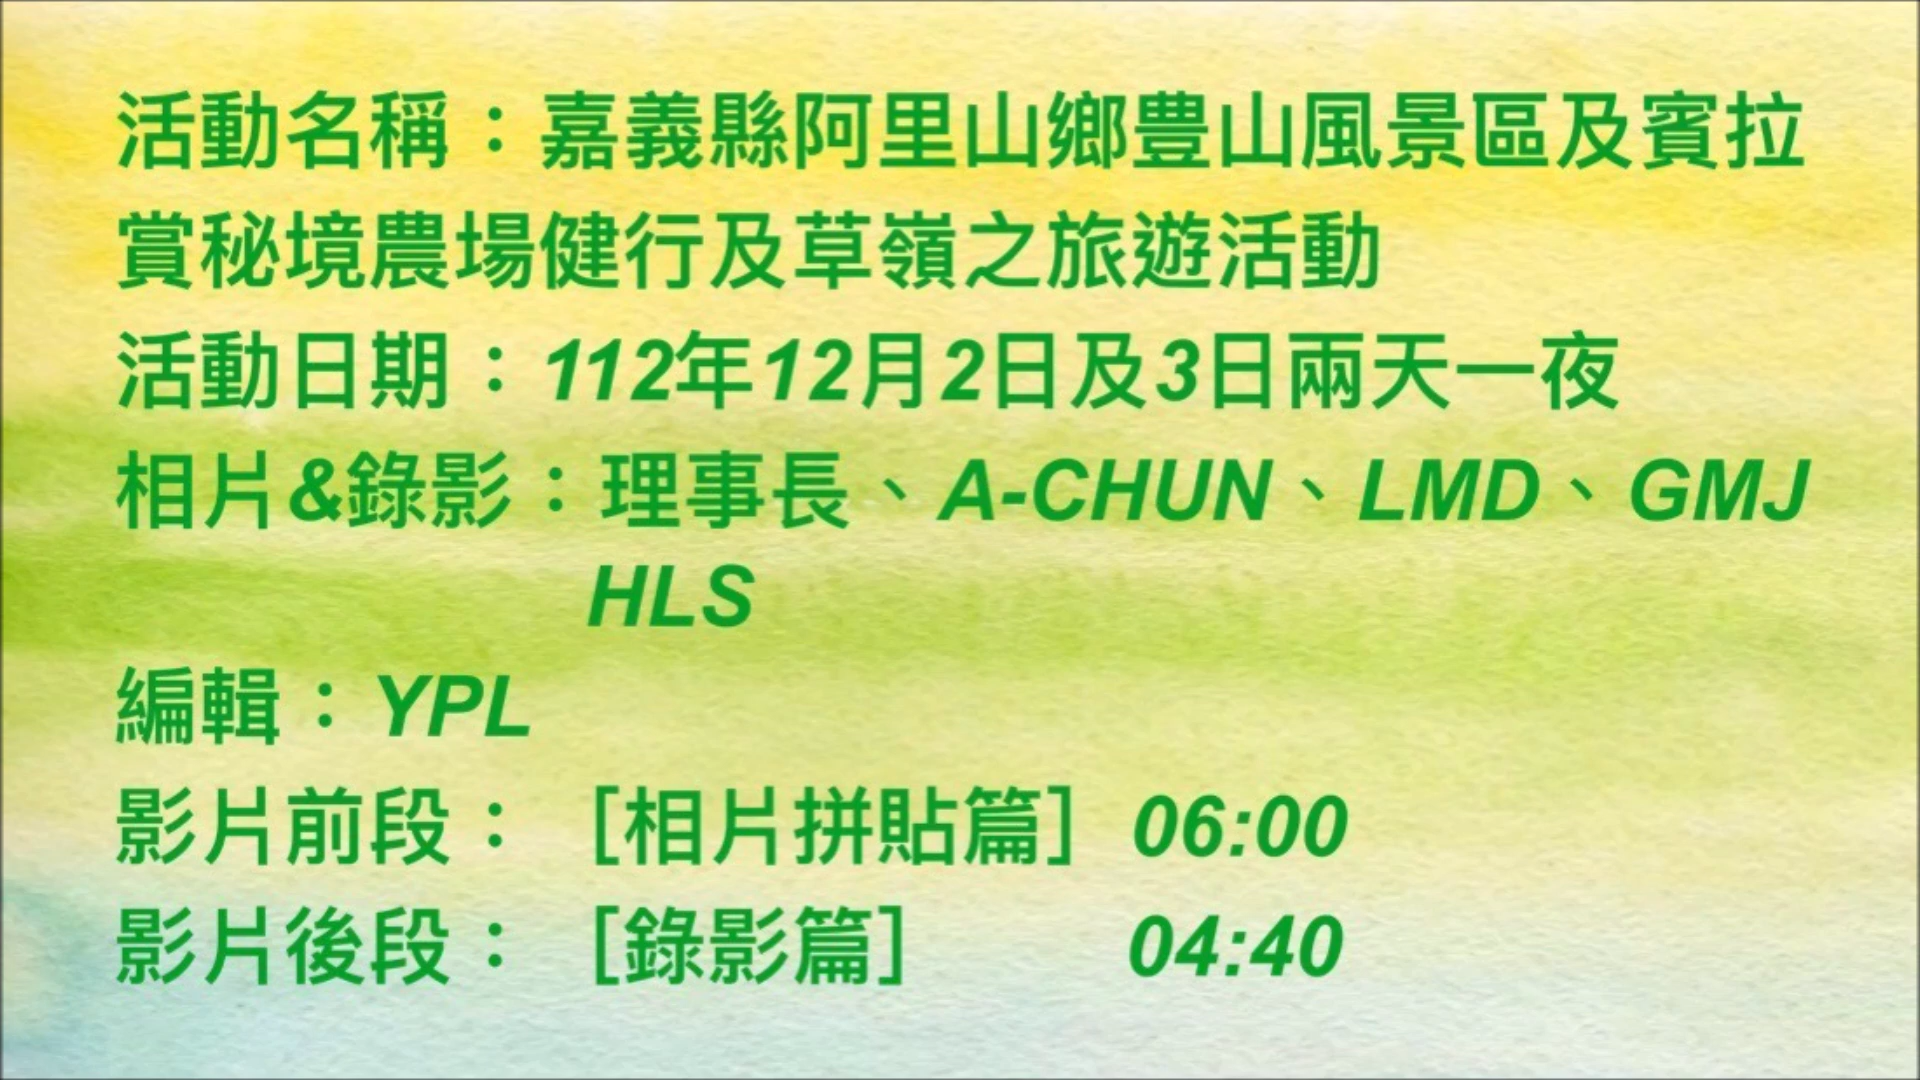 活動名稱：嘉義縣阿里山鄉豊山風景區及賓拉
賞秘境農場健行及草嶺之旅遊活動
活動日期：112年12月2日及3日兩天一夜
相片&錄影：理事長、A-CHUN、LMD、GMJ
HLS
編輯：YPL
影片前段：［相片拼貼篇］06:00
影片後段：［錄影篇］ 04:40